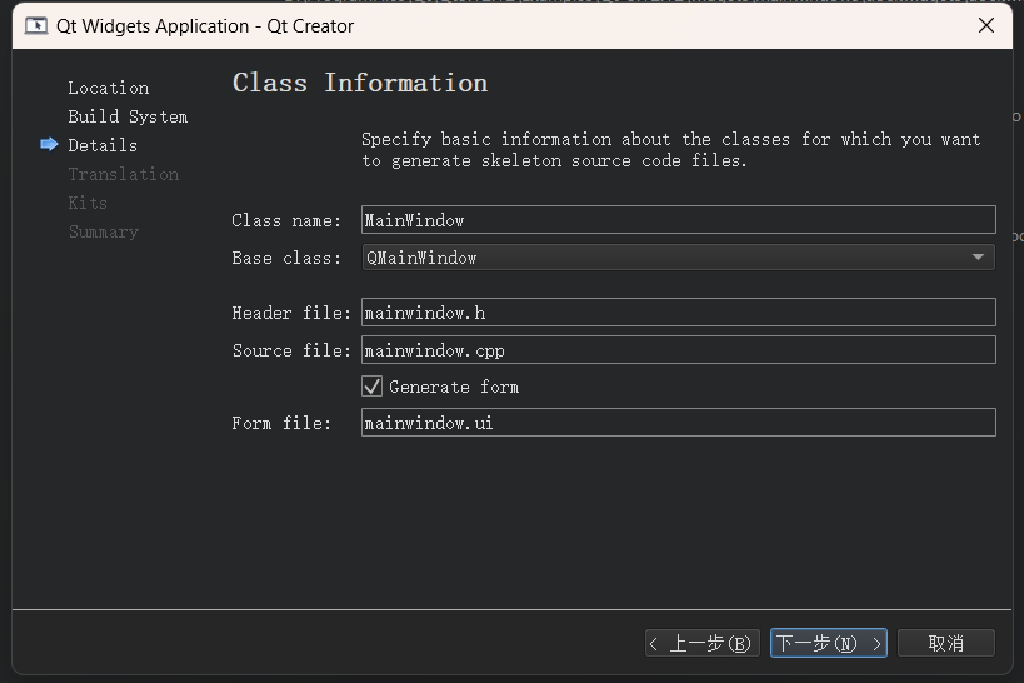 Qt Widgets Application - Qt Creator
Location
Build System
Details
Translation
Kits
Summary
Class Information
Specify basic information about the classes for which you want
to generate skeleton source code files.
Class name: MainWindow
Base class: QMainWindow
Header file: mainwindow.h
Source file: mainwindow.cpp
Generate form
Form file: mainwindow.ui
< 上一步(B) 下一步(N) > 取消